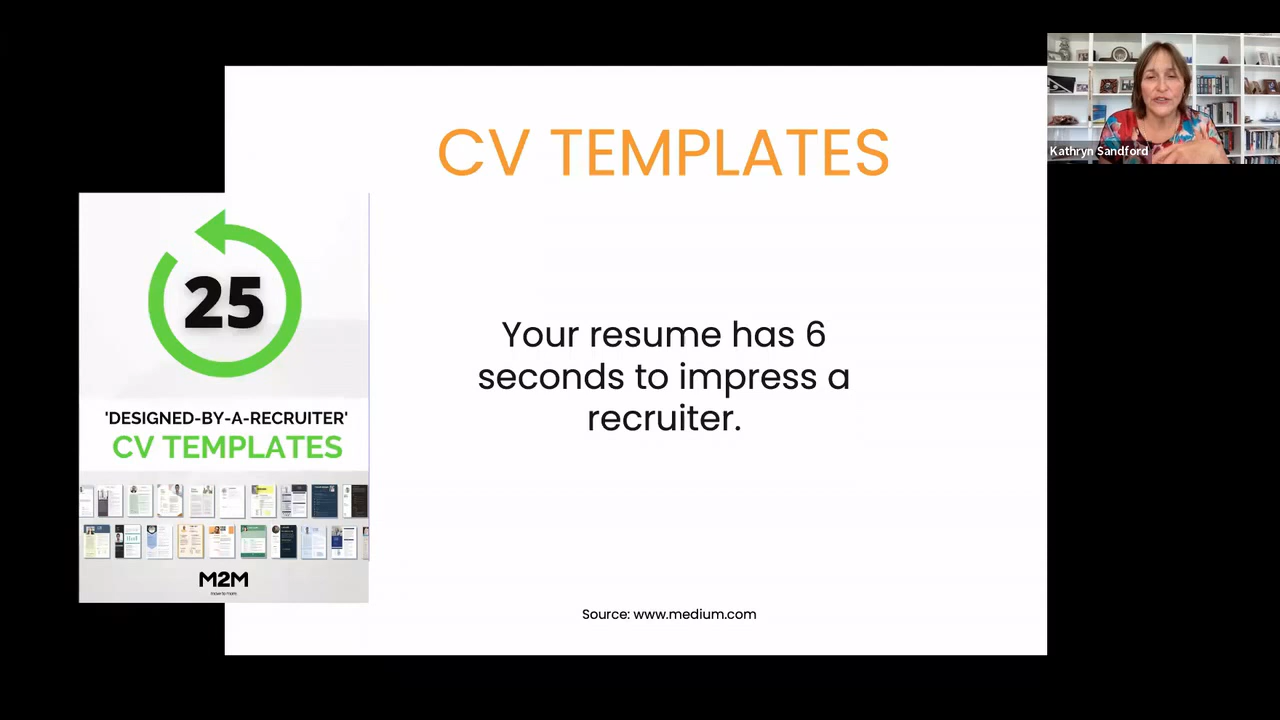 CV TEMPLATES
Kathryn Sandford
25
'DESIGNED-BY-A-RECRUITER'
CV TEMPLATES
M2M
Your resume has 6
seconds to impress a
recruiter.
Source: www.medium.com